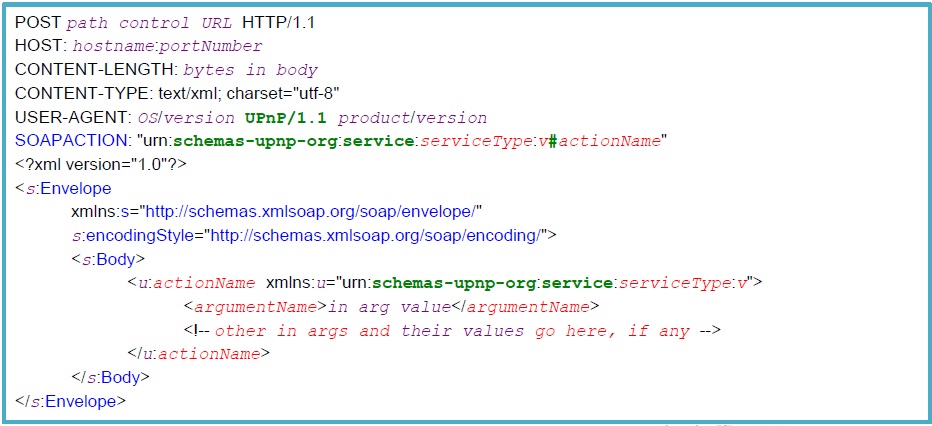 POST path control URL HTTP/1.1
HOST: hostname:portNumber
CONTENT-LENGTH: bytes in body
CONTENT-TYPE: text/xml; charset="utf-8"
USER-AGENT: OS/version UPnP/1.1 product/version
SOAPACTION: "urn:schemas-upnp-org:service:serviceType:v#actionName"
<?xml version="1.0"?>
<s:Envelope
xmlns:s="http://schemas.xmlsoap.org/soap/envelope/"
s:encodingStyle="http://schemas.xmlsoap.org/soap/encoding/">
<s:Body>
<u:actionName xmlns:u="urn:schemas-upnp-org:service:serviceType:v">
<argumentName>in arg value</argumentName>
<!-- other in args and their values go here, if any -->
</u:actionName>
</s:Body>
</s:Envelope>